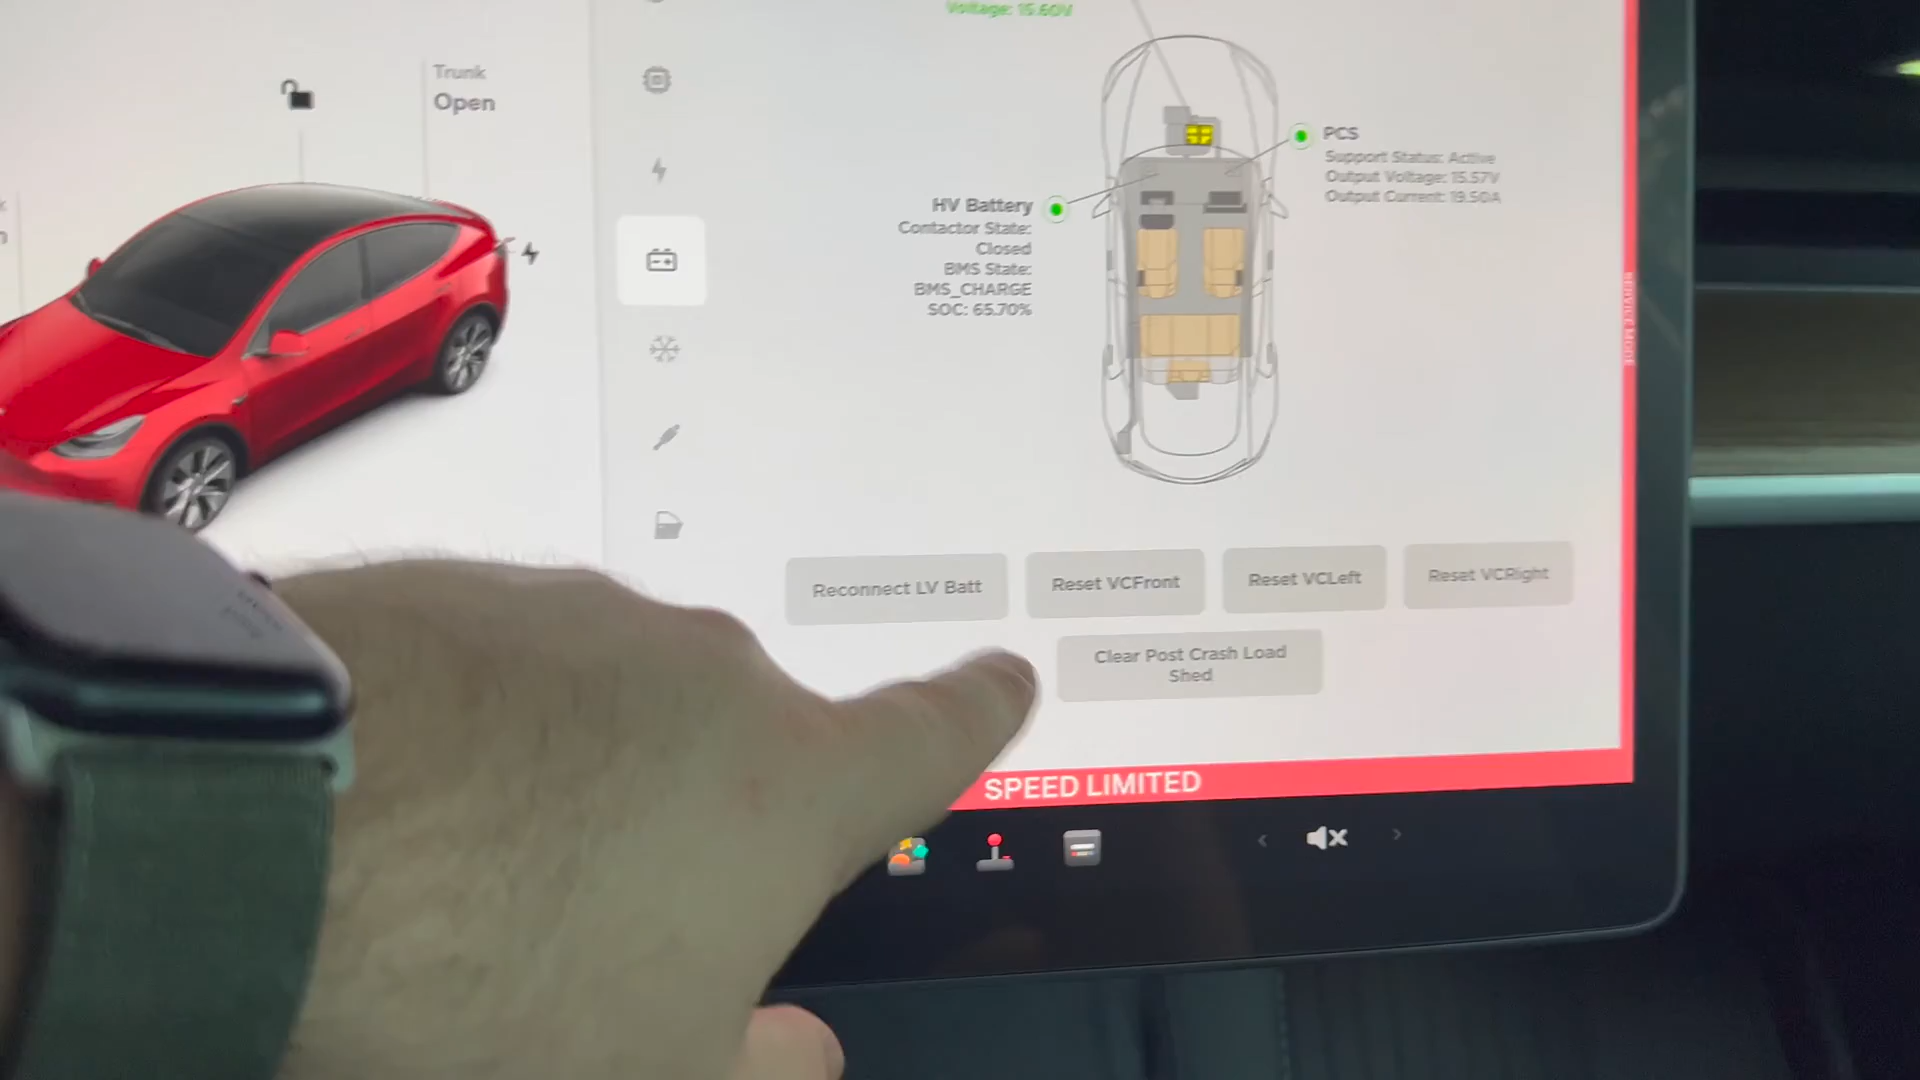 Voltage: 15.60V
Trunk
Open
PCS
Support Status: Active
Output Voltage: 15.57V
Output Current: 19.50A
HV Battery
Contactor State:
Closed
BMS State:
BMS_CHARGE
SOC: 65.70%
SERVICE MODE
Reconnect LV Batt
Reset VCFront
Reset VCLeft
Reset VCRight
Clear Post Crash Load
Shed
SPEED LIMITED